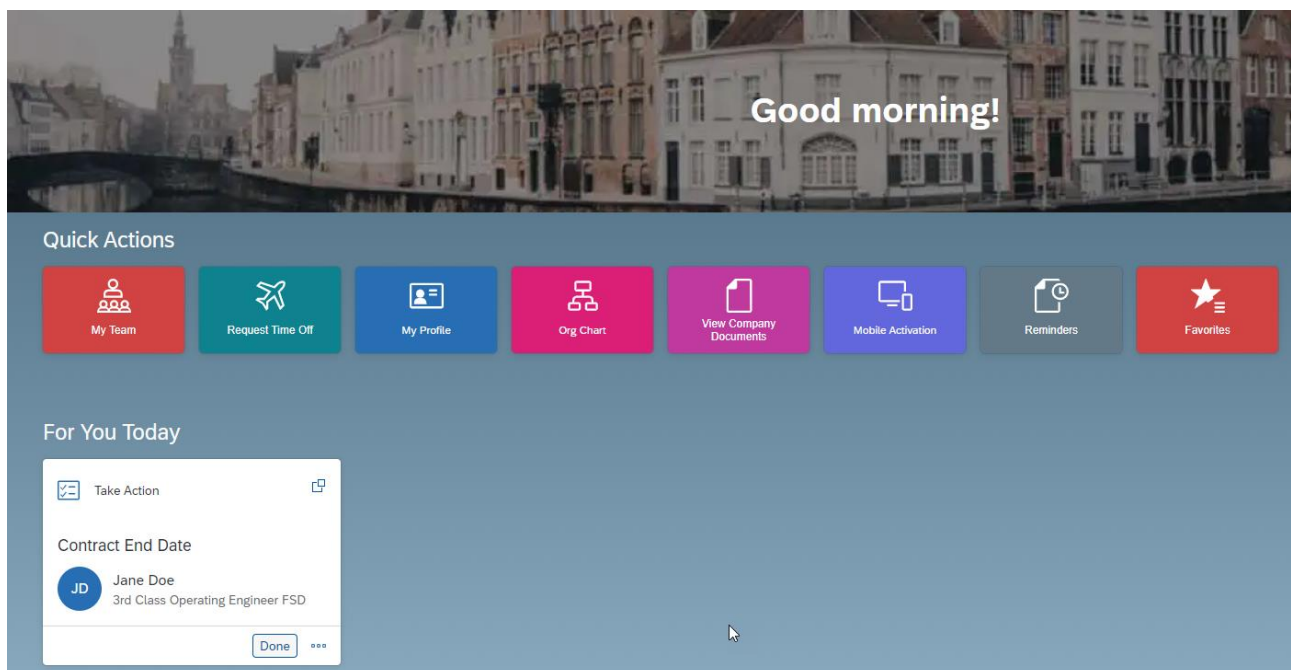 Good morning!
Quick Actions
My Team
Request Time Off
My Profile
Org Chart
View Company
Documents
Mobile Activation
Reminders
Favorites
For You Today
Take Action
Contract End Date
JD
Jane Doe
3rd Class Operating Engineer FSD
Done